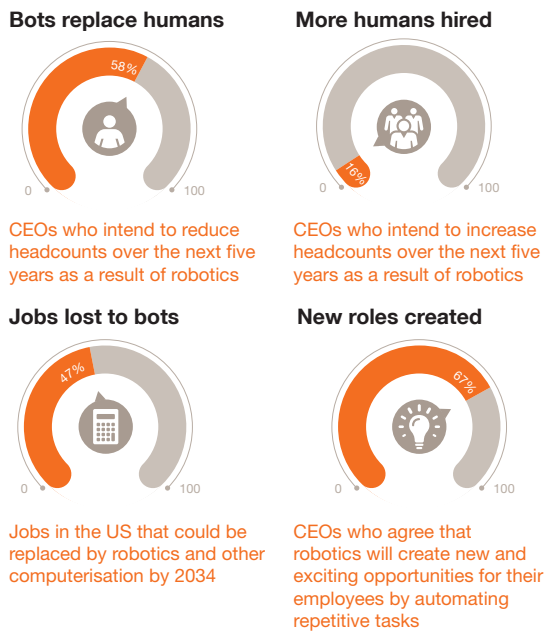 Bots replace humans
58%
0
100
CEOs who intend to reduce
headcounts over the next five
years as a result of robotics
More humans hired
16%
0
100
CEOs who intend to increase
headcounts over the next five
years as a result of robotics
Jobs lost to bots
47%
0
100
Jobs in the US that could be
replaced by robotics and other
computerisation by 2034
New roles created
67%
0
100
CEOs who agree that
robotics will create new and
exciting opportunities for their
employees by automating
repetitive tasks